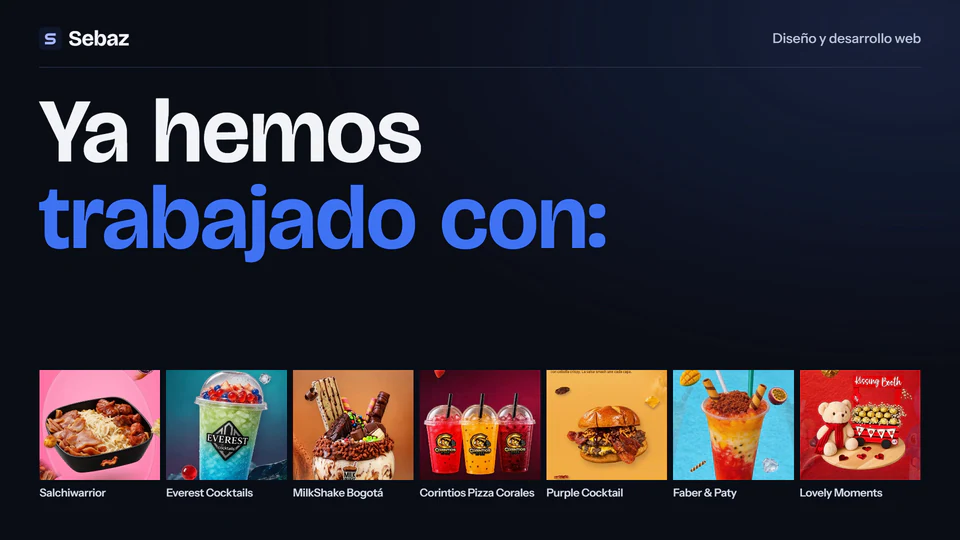 S Sebaz
Diseño y desarrollo web
Ya hemos
trabajado con:
EVEREST
Kissing Booth
Salchiwarrior
Everest Cocktails
MilkShake Bogotá
Corintios Pizza Corales
Purple Cocktail
Faber & Paty
Lovely Moments